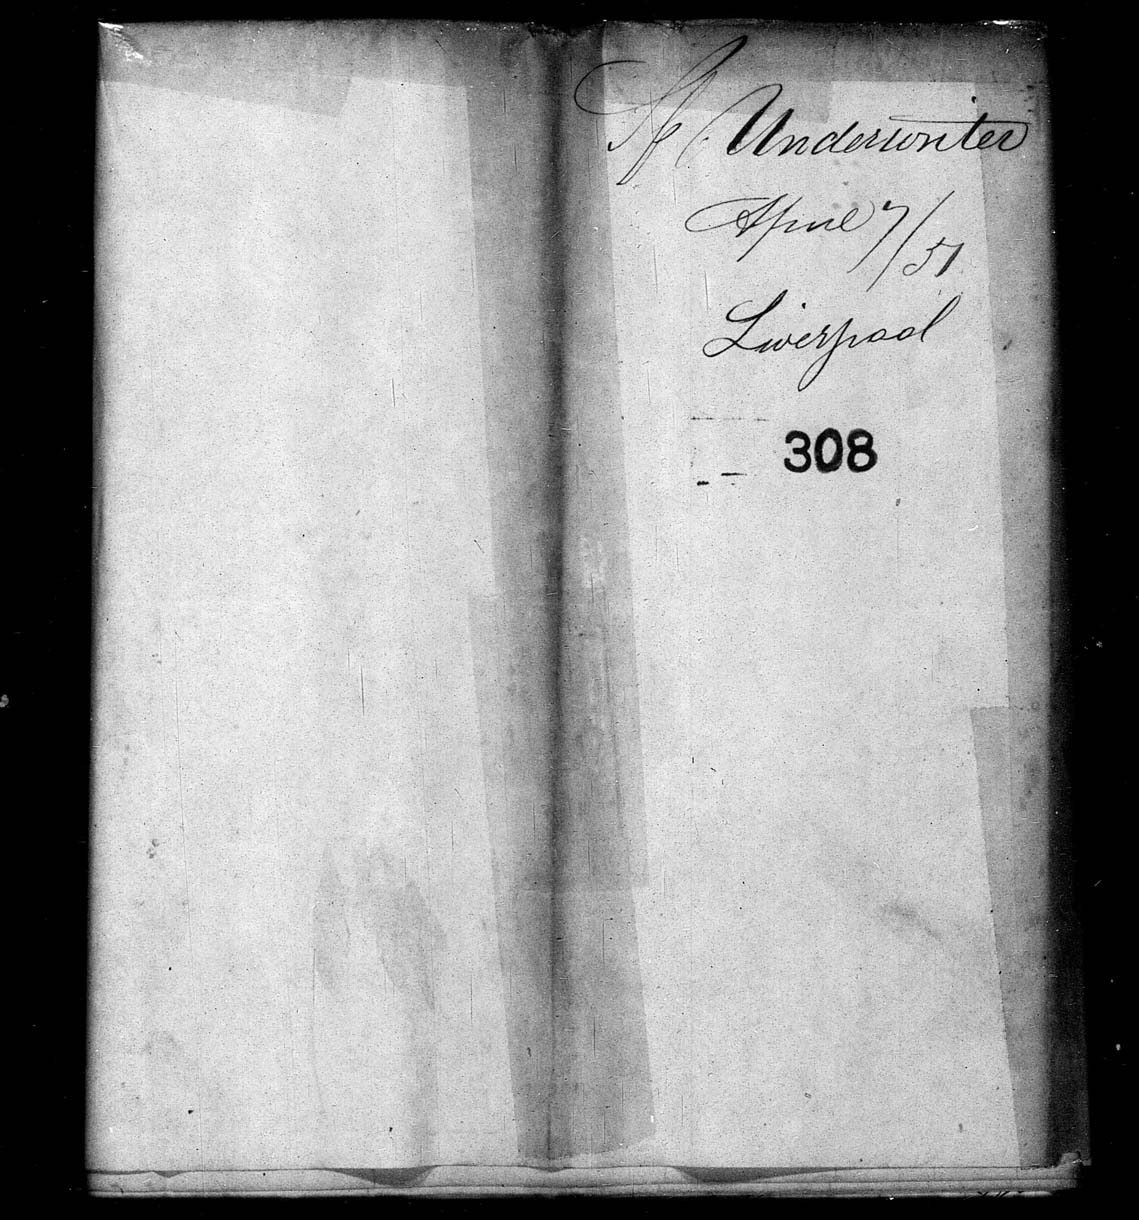 Underwriter
April 7/51
Liverpool
308